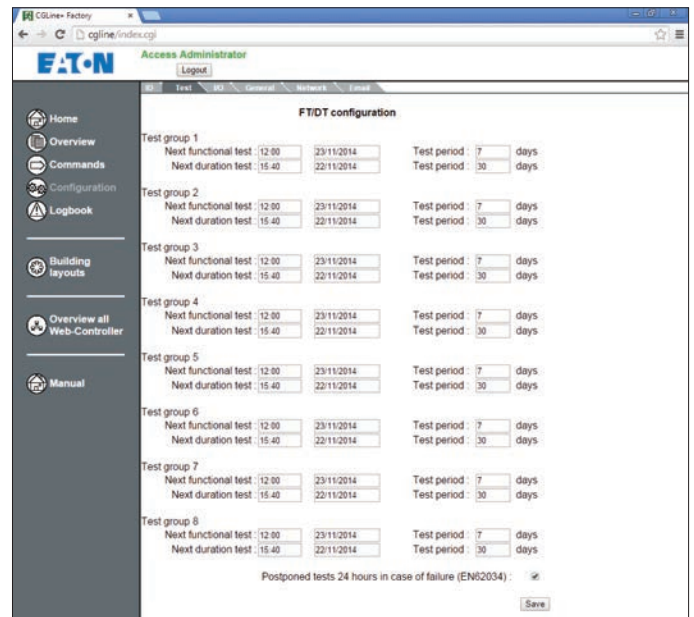 CGLine+ Factory
cgline/index.cgi
EATON
Access Administrator
Logout
IO Test I/O General Network Email
Home
Overview
Commands
Configuration
Logbook
Building
layouts
Overview all
Web-Controller
Manual
FT/DT configuration
Test group 1
Next functional test : 12:00 23/11/2014 Test period : 7 days
Next duration test : 15:40 22/11/2014 Test period : 30 days
Test group 2
Next functional test : 12:00 23/11/2014 Test period : 7 days
Next duration test : 15:40 22/11/2014 Test period : 30 days
Test group 3
Next functional test : 12:00 23/11/2014 Test period : 7 days
Next duration test : 15:40 22/11/2014 Test period : 30 days
Test group 4
Next functional test : 12:00 23/11/2014 Test period : 7 days
Next duration test : 15:40 22/11/2014 Test period : 30 days
Test group 5
Next functional test : 12:00 23/11/2014 Test period : 7 days
Next duration test : 15:40 22/11/2014 Test period : 30 days
Test group 6
Next functional test : 12:00 23/11/2014 Test period : 7 days
Next duration test : 15:40 22/11/2014 Test period : 30 days
Test group 7
Next functional test : 12:00 23/11/2014 Test period : 7 days
Next duration test : 15:40 22/11/2014 Test period : 30 days
Test group 8
Next functional test : 12:00 23/11/2014 Test period : 7 days
Next duration test : 15:40 22/11/2014 Test period : 30 days
Postponed tests 24 hours in case of failure (EN62034) :
Save